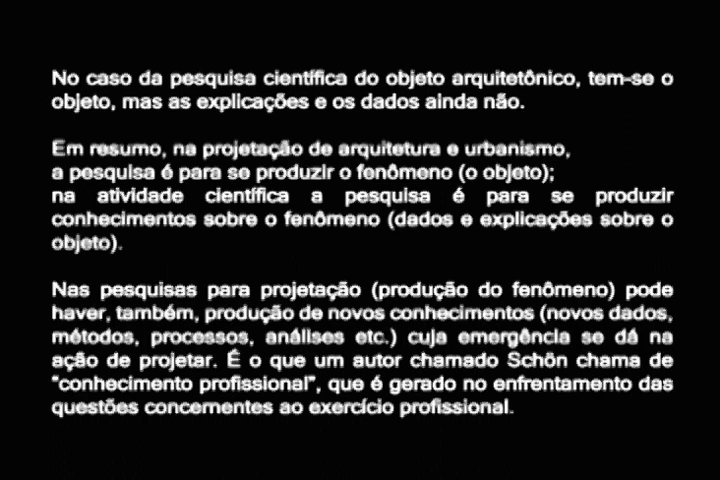 No caso da pesquisa científica do objeto arquitetônico, tem-se o
objeto, mas as explicações e os dados ainda não.
Em resumo, na projetação de arquitetura e urbanismo,
a pesquisa é para se produzir o fenômeno (o objeto);
na atividade científica a pesquisa é para se produzir
conhecimentos sobre o fenômeno (dados e explicações sobre o
objeto).
Nas pesquisas para projetação (produção do fenômeno) pode
haver, também, produção de novos conhecimentos (novos dados,
métodos, processos, análises etc.) cuja emergência se dá na
ação de projetar. É o que um autor chamado Schön chama de
"conhecimento profissional", que é gerado no enfrentamento das
questões concernentes ao exercício profissional.